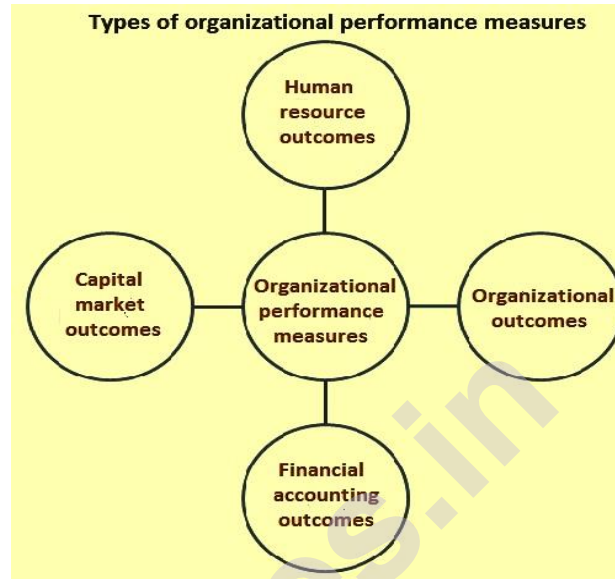 Types of organizational performance measures
Human
resource
outcomes
Capital
market
outcomes
Organizational
performance
measures
Organizational
outcomes
Financial
accounting
outcomes